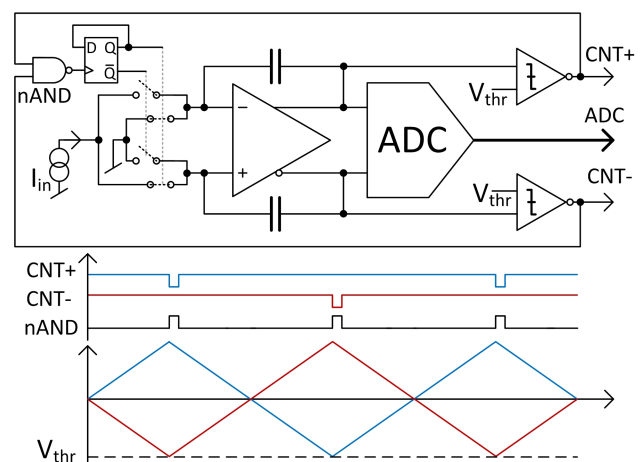 D Q
Q̅
nAND
CNT+
V_thr
ADC
ADC
I_in
−
+
V_thr
CNT-
CNT+
CNT-
nAND
V_thr